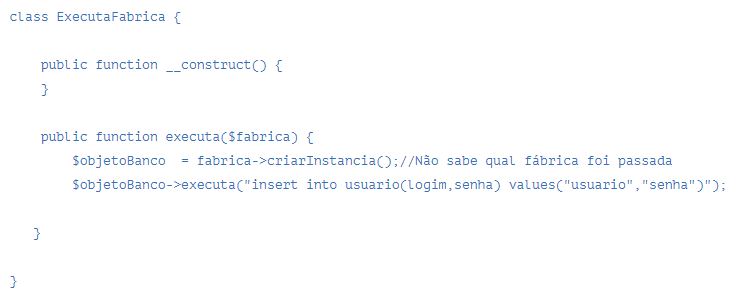 class ExecutaFabrica {
public function __construct() {
}
public function executa($fabrica) {
$objetoBanco  = fabrica->criarInstancia();//Não sabe qual fábrica foi passada
$objetoBanco->executa("insert into usuario(logim,senha) values("usuario","senha")");
}
}